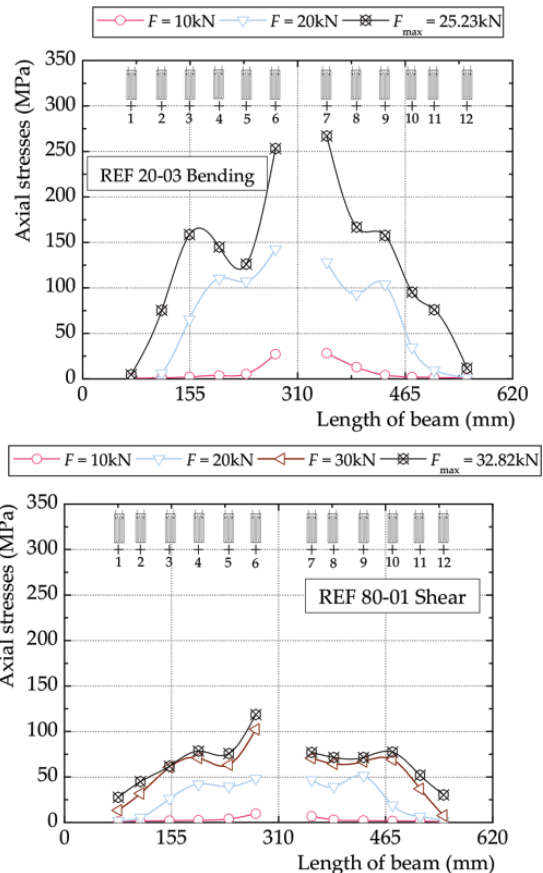 F = 10kN F = 20kN Fmax = 25.23kN
350
300
250
200
150
100
50
0
Axial stresses (MPa)
1 2 3 4 5 6 7 8 9 10 11 12
REF 20-03 Bending
0 155 310 465 620
Length of beam (mm)
F = 10kN F = 20kN F = 30kN Fmax = 32.82kN
350
300
250
200
150
100
50
0
Axial stresses (MPa)
1 2 3 4 5 6 7 8 9 10 11 12
REF 80-01 Shear
0 155 310 465 620
Length of beam (mm)